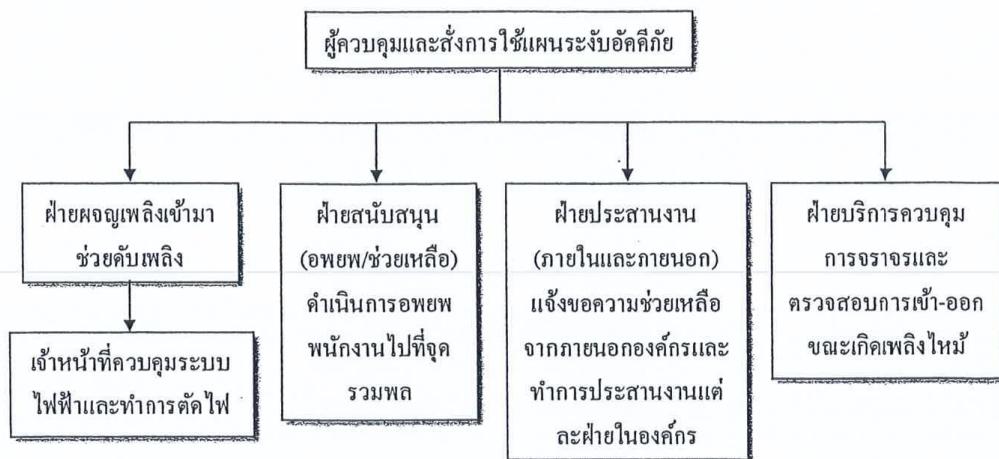 ผู้ควบคุมและสั่งการใช้แผนระงับอัคคีภัย
ฝ่ายผจญเพลิงเข้ามา
ช่วยดับเพลิง
เจ้าหน้าที่ควบคุมระบบ
ไฟฟ้าและทำการตัดไฟ
ฝ่ายสนับสนุน
(อพยพ/ช่วยเหลือ)
ดำเนินการอพยพ
พนักงานไปที่จุด
รวมพล
ฝ่ายประสานงาน
(ภายในและภายนอก)
แจ้งขอความช่วยเหลือ
จากภายนอกองค์กรและ
ทำการประสานงานแต่
ละฝ่ายในองค์กร
ฝ่ายบริการควบคุม
การจราจรและ
ตรวจสอบการเข้า-ออก
ขณะเกิดเพลิงไหม้